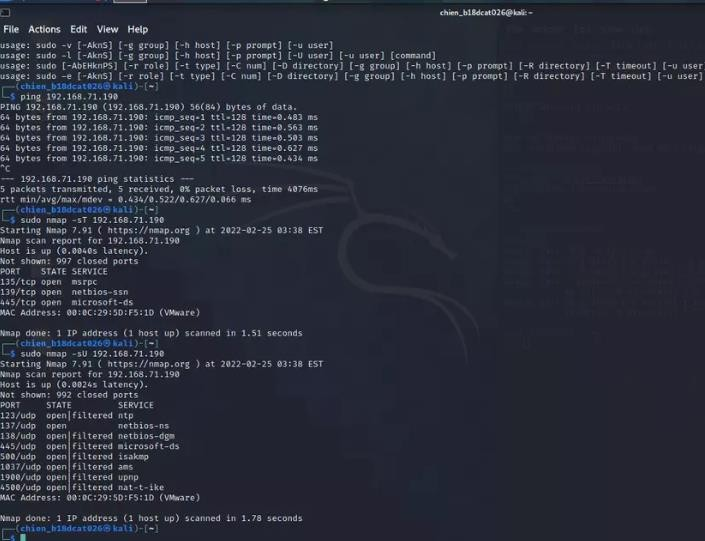 chien_b18dcat026@kali: ~
File Actions Edit View Help
usage: sudo -v [-AknS] [-g group] [-h host] [-p prompt] [-u user]
usage: sudo -l [-AknS] [-g group] [-h host] [-p prompt] [-U user] [-u user] [command]
usage: sudo [-AbEHknPS] [-r role] [-t type] [-C num] [-D directory] [-g group] [-h host] [-p prompt] [-R directory] [-T timeout] [-u user]
usage: sudo -e [-AknS] [-r role] [-t type] [-C num] [-D directory] [-g group] [-h host] [-p prompt] [-R directory] [-T timeout] [-u user]
┌──(chien_b18dcat026㉿kali)-[~]
└─$ ping 192.168.71.190
PING 192.168.71.190 (192.168.71.190) 56(84) bytes of data.
64 bytes from 192.168.71.190: icmp_seq=1 ttl=128 time=0.483 ms
64 bytes from 192.168.71.190: icmp_seq=2 ttl=128 time=0.563 ms
64 bytes from 192.168.71.190: icmp_seq=3 ttl=128 time=0.503 ms
64 bytes from 192.168.71.190: icmp_seq=4 ttl=128 time=0.627 ms
64 bytes from 192.168.71.190: icmp_seq=5 ttl=128 time=0.434 ms
^C
--- 192.168.71.190 ping statistics ---
5 packets transmitted, 5 received, 0% packet loss, time 4076ms
rtt min/avg/max/mdev = 0.434/0.522/0.627/0.066 ms
┌──(chien_b18dcat026㉿kali)-[~]
└─$ sudo nmap -sT 192.168.71.190
Starting Nmap 7.91 ( https://nmap.org ) at 2022-02-25 03:38 EST
Nmap scan report for 192.168.71.190
Host is up (0.0040s latency).
Not shown: 997 closed ports
PORT STATE SERVICE
135/tcp open msrpc
139/tcp open netbios-ssn
445/tcp open microsoft-ds
MAC Address: 00:0C:29:5D:F5:1D (VMware)
Nmap done: 1 IP address (1 host up) scanned in 1.51 seconds
┌──(chien_b18dcat026㉿kali)-[~]
└─$ sudo nmap -sU 192.168.71.190
Starting Nmap 7.91 ( https://nmap.org ) at 2022-02-25 03:38 EST
Nmap scan report for 192.168.71.190
Host is up (0.0024s latency).
Not shown: 992 closed ports
PORT STATE SERVICE
123/udp open|filtered ntp
137/udp open netbios-ns
138/udp open|filtered netbios-dgm
445/udp open|filtered microsoft-ds
500/udp open|filtered isakmp
1037/udp open|filtered ams
1900/udp open|filtered upnp
4500/udp open|filtered nat-t-ike
MAC Address: 00:0C:29:5D:F5:1D (VMware)
Nmap done: 1 IP address (1 host up) scanned in 1.78 seconds
┌──(chien_b18dcat026㉿kali)-[~]
└─$